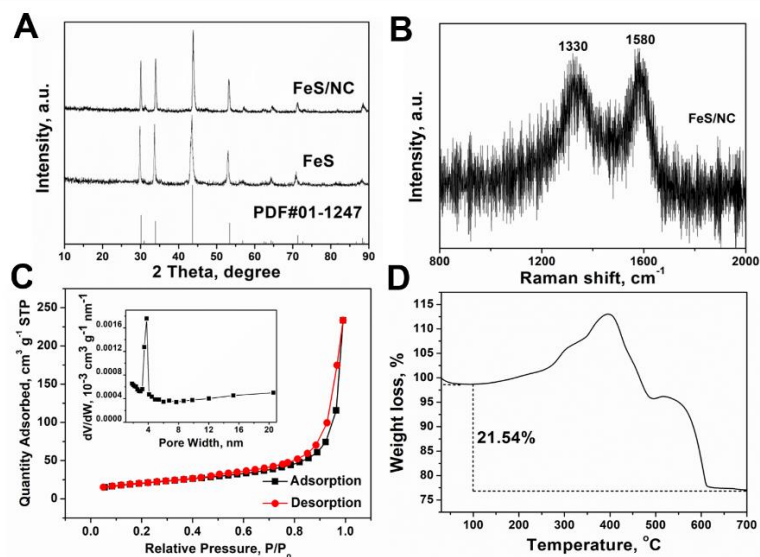 A
Intensity, a.u.
FeS/NC
FeS
PDF#01-1247
10 20 30 40 50 60 70 80 90
2 Theta, degree
B
Intensity, a.u.
1330 1580
FeS/NC
800 1200 1600 2000
Raman shift, cm⁻¹
C
Quantity Adsorbed, cm³ g⁻¹ STP
250
200
150
100
50
0
dV/dW, 10⁻³ cm³ g⁻¹ nm⁻¹
0.0016
0.0012
0.0008
0.0004
0.0000
4 8 12 16 20
Pore Width, nm
Adsorption
Desorption
0.0 0.2 0.4 0.6 0.8 1.0
Relative Pressure, P/P₀
D
Weight loss, %
115
110
105
100
95
90
85
80
75
21.54%
100 200 300 400 500 600 700
Temperature, °C